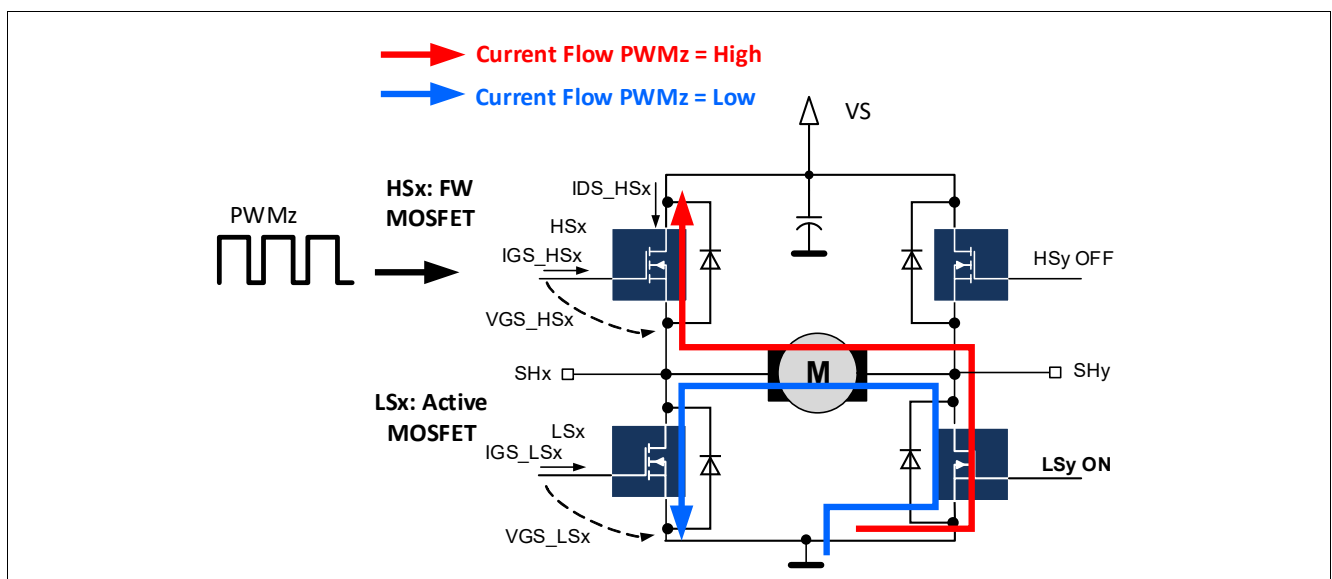 Current Flow PWMz = High
Current Flow PWMz = Low
VS
HSx: FW
MOSFET
IDS_HSx
PWMz
HSx
IGS_HSx
HSy OFF
VGS_HSx
SHx
M
SHy
LSx: Active
MOSFET
LSx
IGS_LSx
LSy ON
VGS_LSx